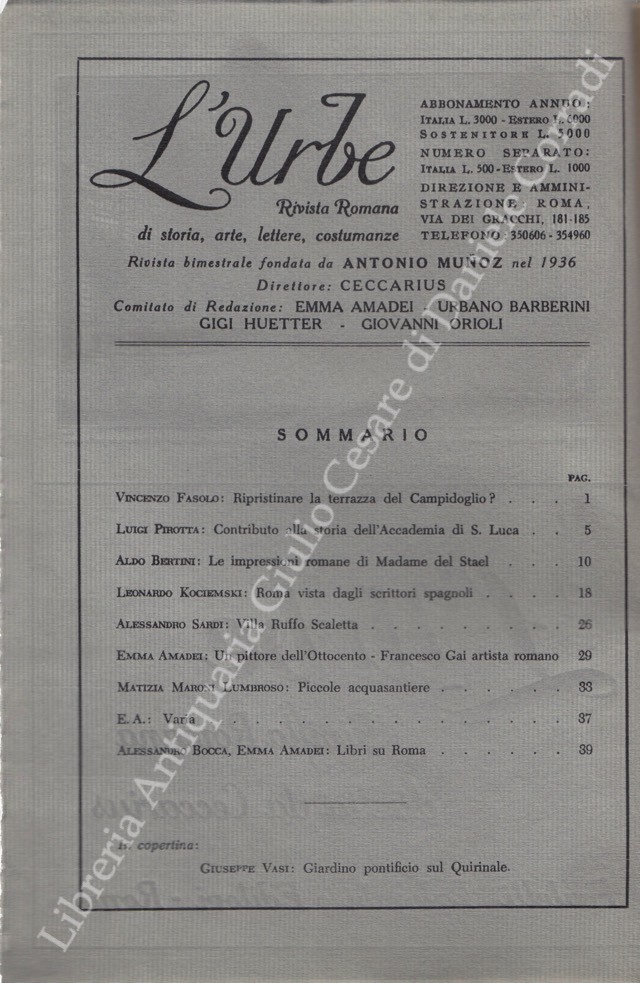 L'Urbe
Rivista Romana
di storia, arte, lettere, costumanze
ABBONAMENTO ANNUO:
ITALIA L. 3000 - ESTERO L. 6000
SOSTENITORE L. 5000
NUMERO SEPARATO:
ITALIA L. 500 - ESTERO L. 1000
DIREZIONE E AMMINI-
STRAZIONE: ROMA,
VIA DEI GRACCHI, 181-185
TELEFONO: 350606 - 354960
Rivista bimestrale fondata da ANTONIO MUÑOZ nel 1936
Direttore: CECCARIUS
Comitato di Redazione: EMMA AMADEI - URBANO BARBERINI
GIGI HUETTER - GIOVANNI ORIOLI
SOMMARIO
PAG.
VINCENZO FASOLO: Ripristinare la terrazza del Campidoglio? . . . 1
LUIGI PIROTTA: Contributo alla storia dell'Accademia di S. Luca . . 5
ALDO BERTINI: Le impressioni romane di Madame del Stael . . . 10
LEONARDO KOCIEMSKI: Roma vista dagli scrittori spagnoli . . . . 18
ALESSANDRO SARDI: Villa Ruffo Scaletta . . . . . . . . . 26
EMMA AMADEI: Un pittore dell'Ottocento - Francesco Gai artista romano 29
MATIZIA MARONI LUMBROSO: Piccole acquasantiere . . . . . . 33
E. A.: Varia . . . . . . . . . . . . . . 37
ALESSANDRO BOCCA, EMMA AMADEI: Libri su Roma . . . . . . 39
In copertina:
GIUSEPPE VASI: Giardino pontificio sul Quirinale.
Libreria Antiquaria Giulio Cesare di Daniele Corradi